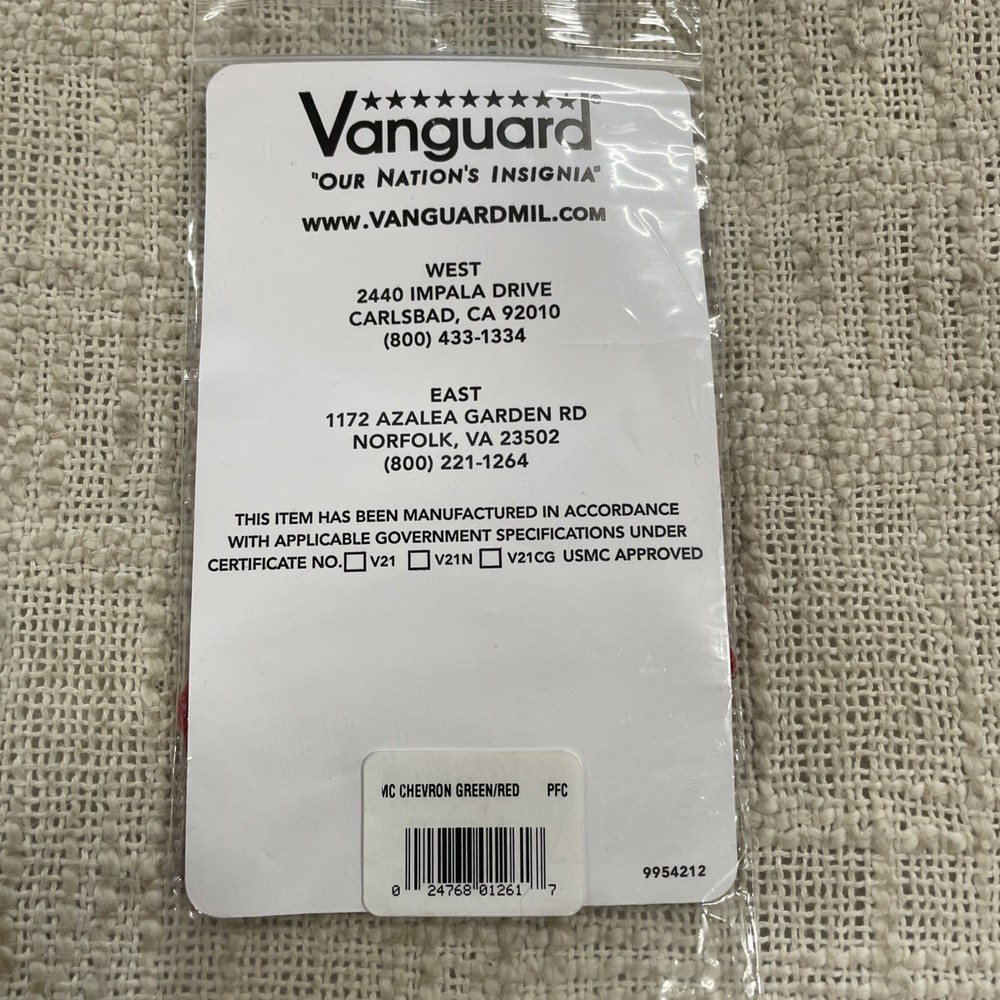 Vanguard
"OUR NATION'S INSIGNIA"
WWW.VANGUARDMIL.COM
WEST
2440 IMPALA DRIVE
CARLSBAD, CA 92010
(800) 433-1334
EAST
1172 AZALEA GARDEN RD
NORFOLK, VA 23502
(800) 221-1264
THIS ITEM HAS BEEN MANUFACTURED IN ACCORDANCE
WITH APPLICABLE GOVERNMENT SPECIFICATIONS UNDER
CERTIFICATE NO. V21 V21N V21CG USMC APPROVED
MC CHEVRON GREEN/RED PFC
0 24768 01261 7
9954212